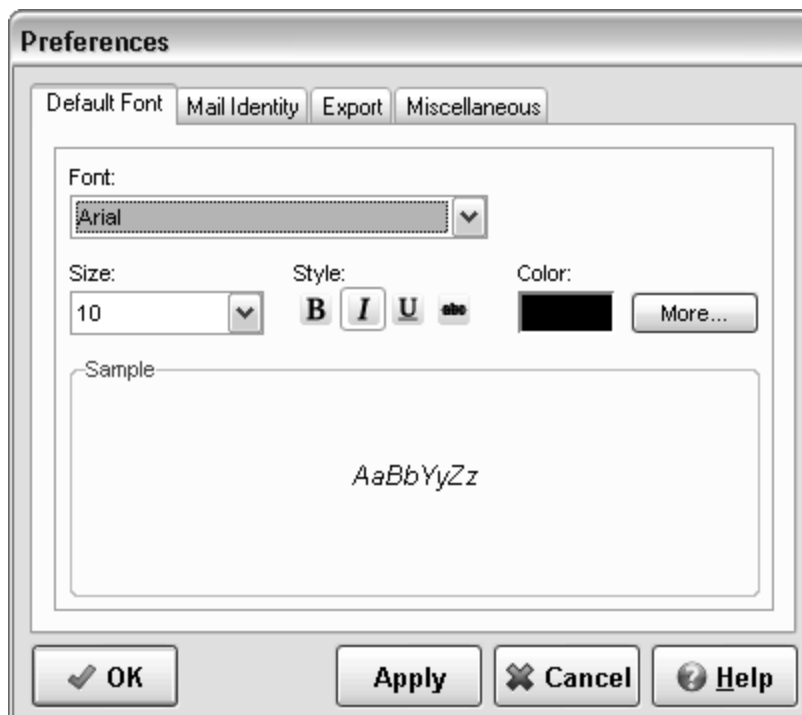 Preferences
Default Font Mail Identity Export Miscellaneous
Font:
Arial
Size: Style: Color:
10 B I U abc More...
Sample
AaBbYyZz
OK Apply Cancel Help